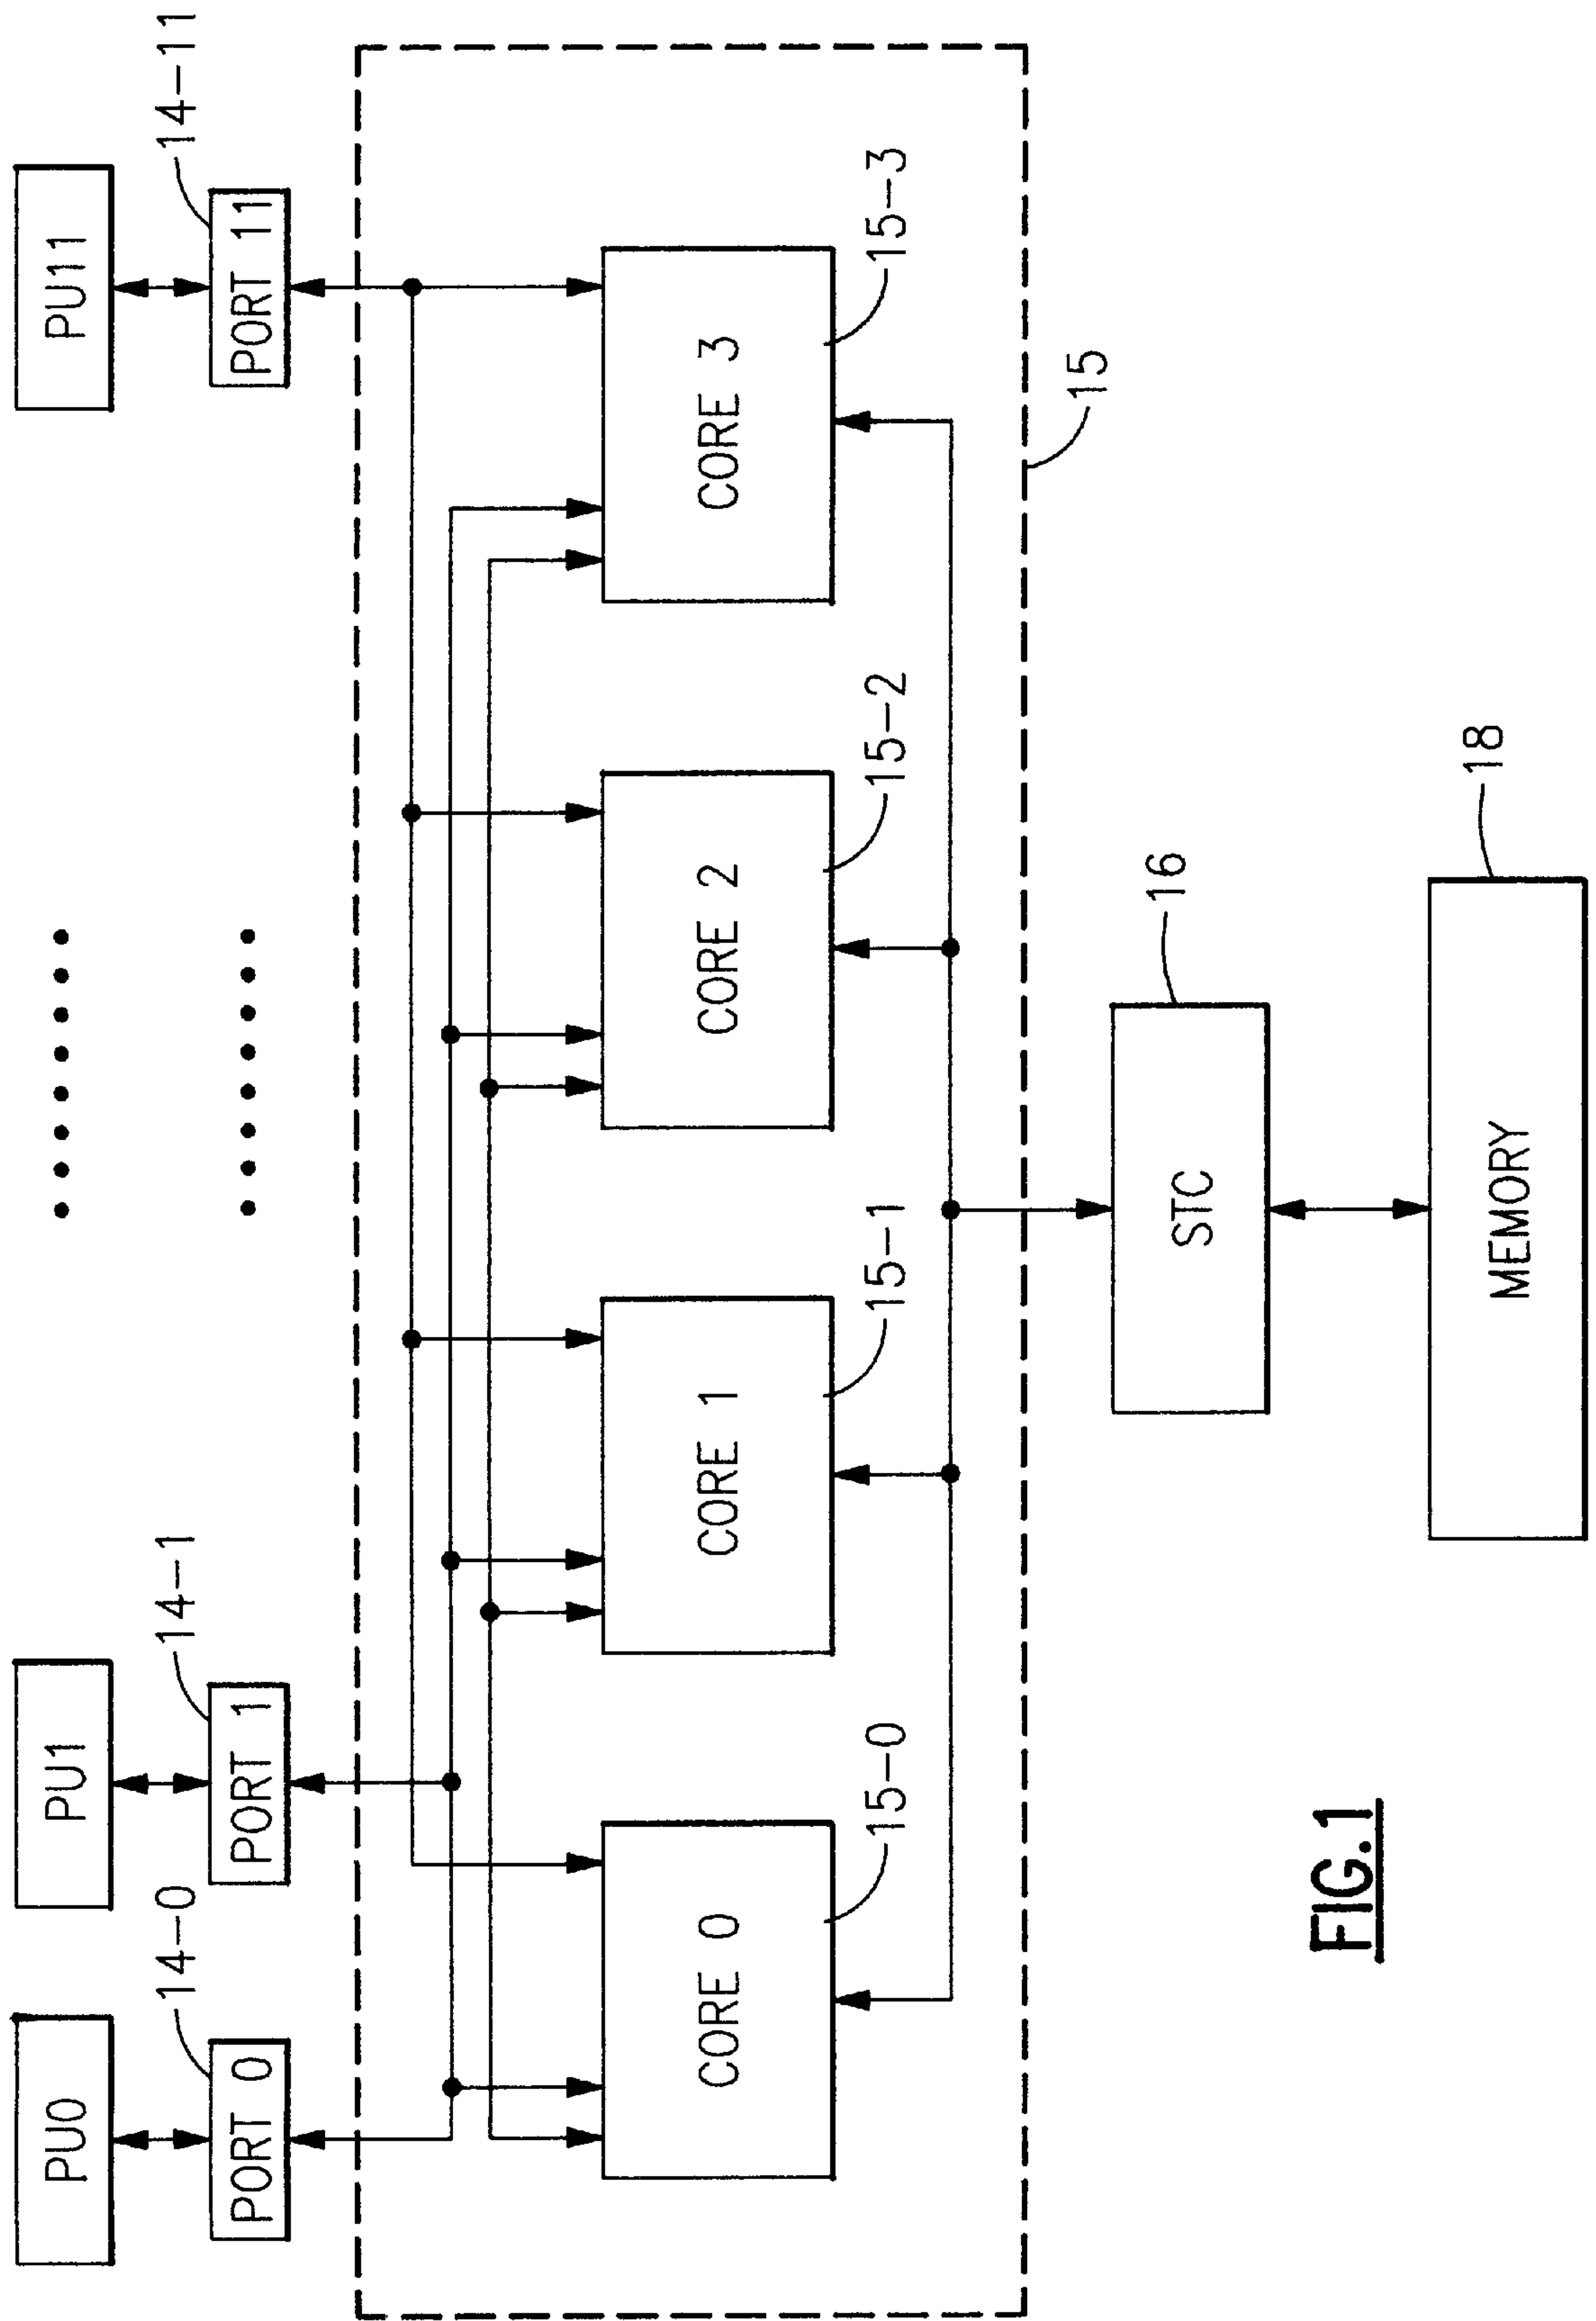 PU0
PU1
PU11
14-0
14-1
14-11
PORT 0
PORT 1
PORT 11
CORE 0
CORE 1
CORE 2
CORE 3
15-0
15-1
15-2
15-3
15
16
STC
18
MEMORY
FIG.1